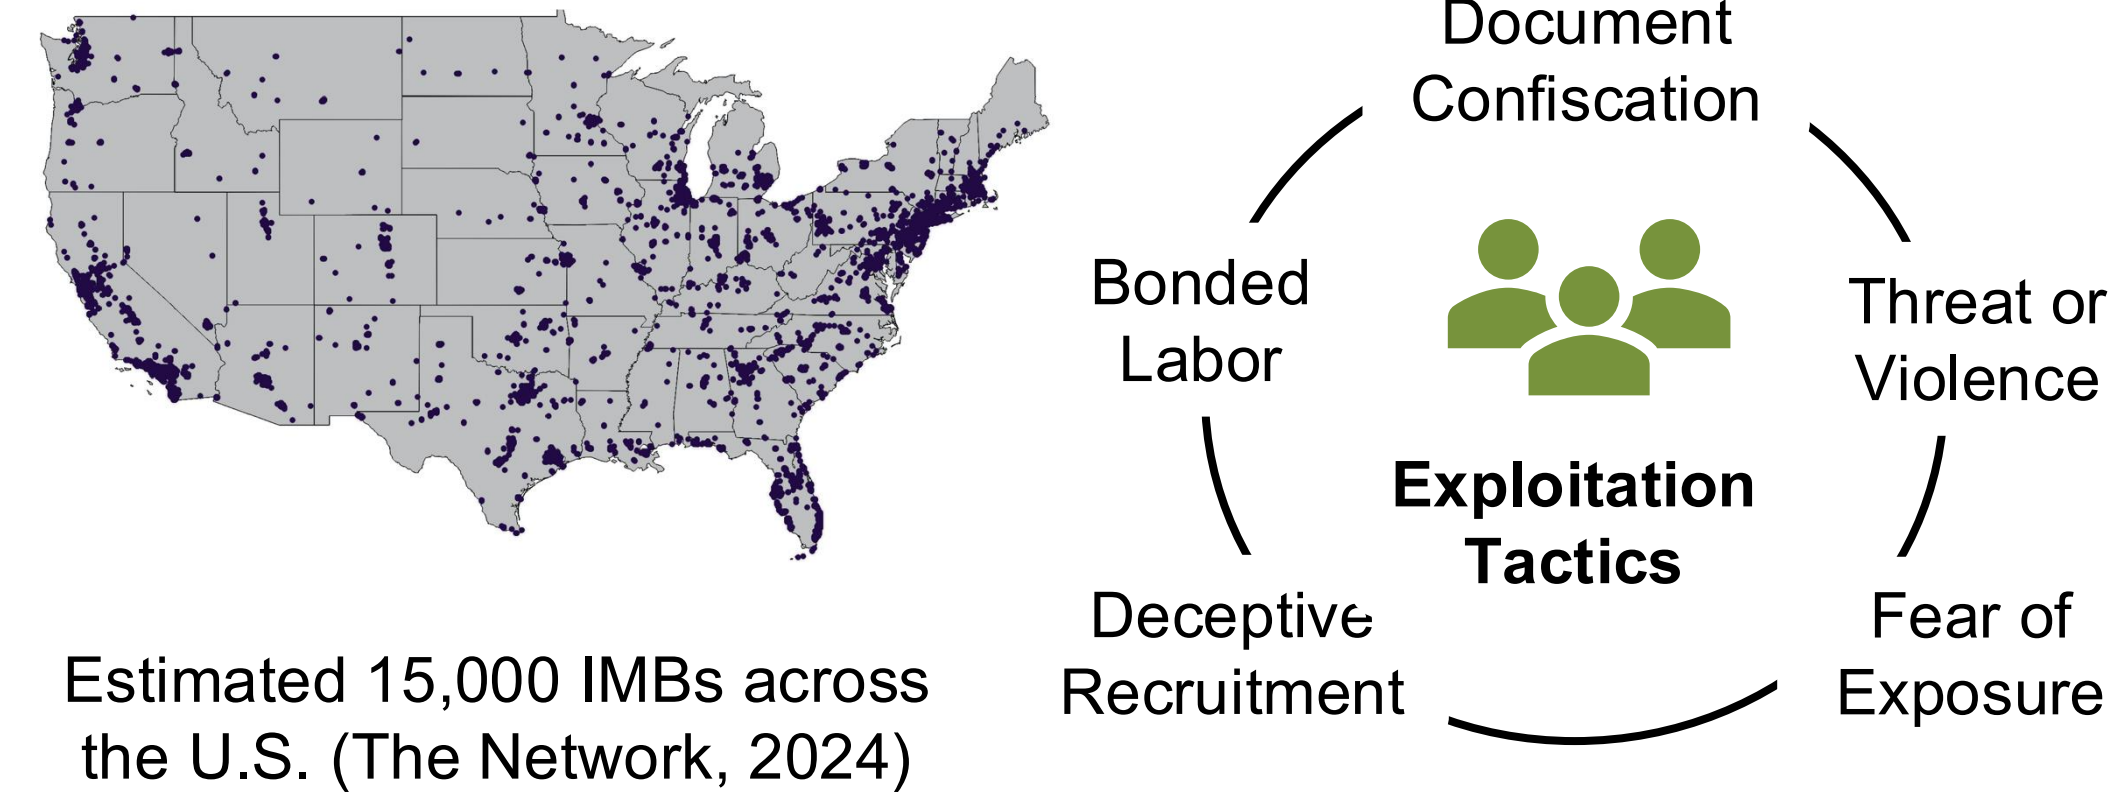 Estimated 15,000 IMBs across
the U.S. (The Network, 2024)
Document
Confiscation
Threat or
Violence
Fear of
Exposure
Deceptive
Recruitment
Bonded
Labor
Exploitation
Tactics